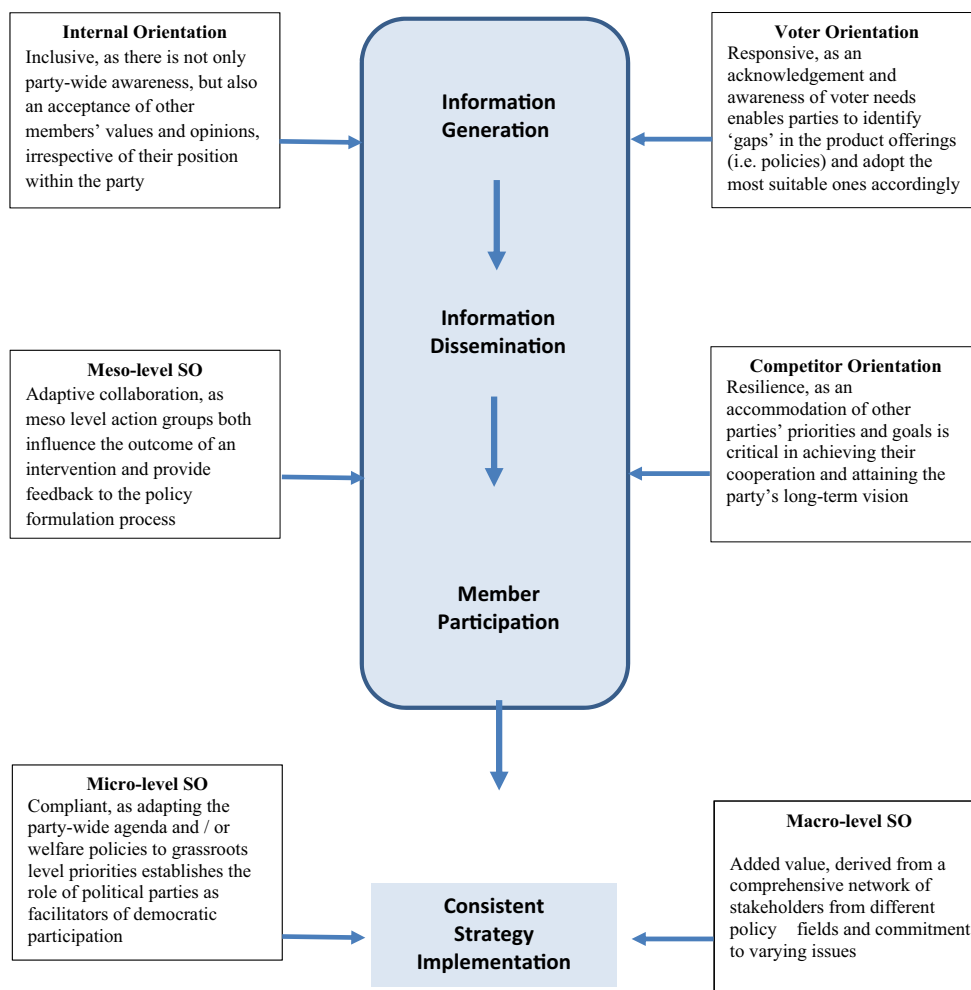 Internal Orientation
Inclusive, as there is not only
party-wide awareness, but also
an acceptance of other
members’ values and opinions,
irrespective of their position
within the party
Information
Generation
Voter Orientation
Responsive, as an
acknowledgement and
awareness of voter needs
enables parties to identify
‘gaps’ in the product offerings
(i.e. policies) and adopt the
most suitable ones accordingly
Meso-level SO
Adaptive collaboration, as
meso level action groups both
influence the outcome of an
intervention and provide
feedback to the policy
formulation process
Information
Dissemination
Competitor Orientation
Resilience, as an
accommodation of other
parties’ priorities and goals is
critical in achieving their
cooperation and attaining the
party’s long-term vision
Member
Participation
Micro-level SO
Compliant, as adapting the
party-wide agenda and / or
welfare policies to grassroots
level priorities establishes the
role of political parties as
facilitators of democratic
participation
Consistent
Strategy
Implementation
Macro-level SO
Added value, derived from a
comprehensive network of
stakeholders from different
policy fields and commitment
to varying issues